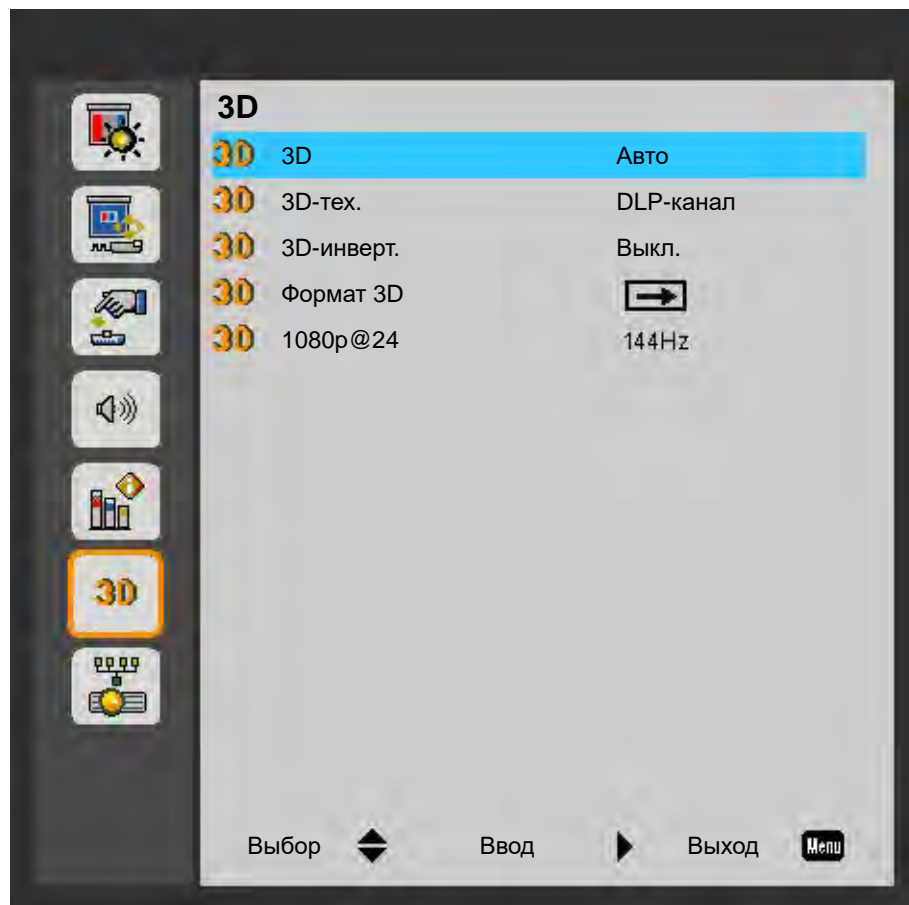 3D
3D 3D Авто
3D 3D-тех. DLP-канал
3D 3D-инверт. Выкл.
3D Формат 3D
3D 1080p@24 144Hz
3D
Выбор Ввод Выход Menu